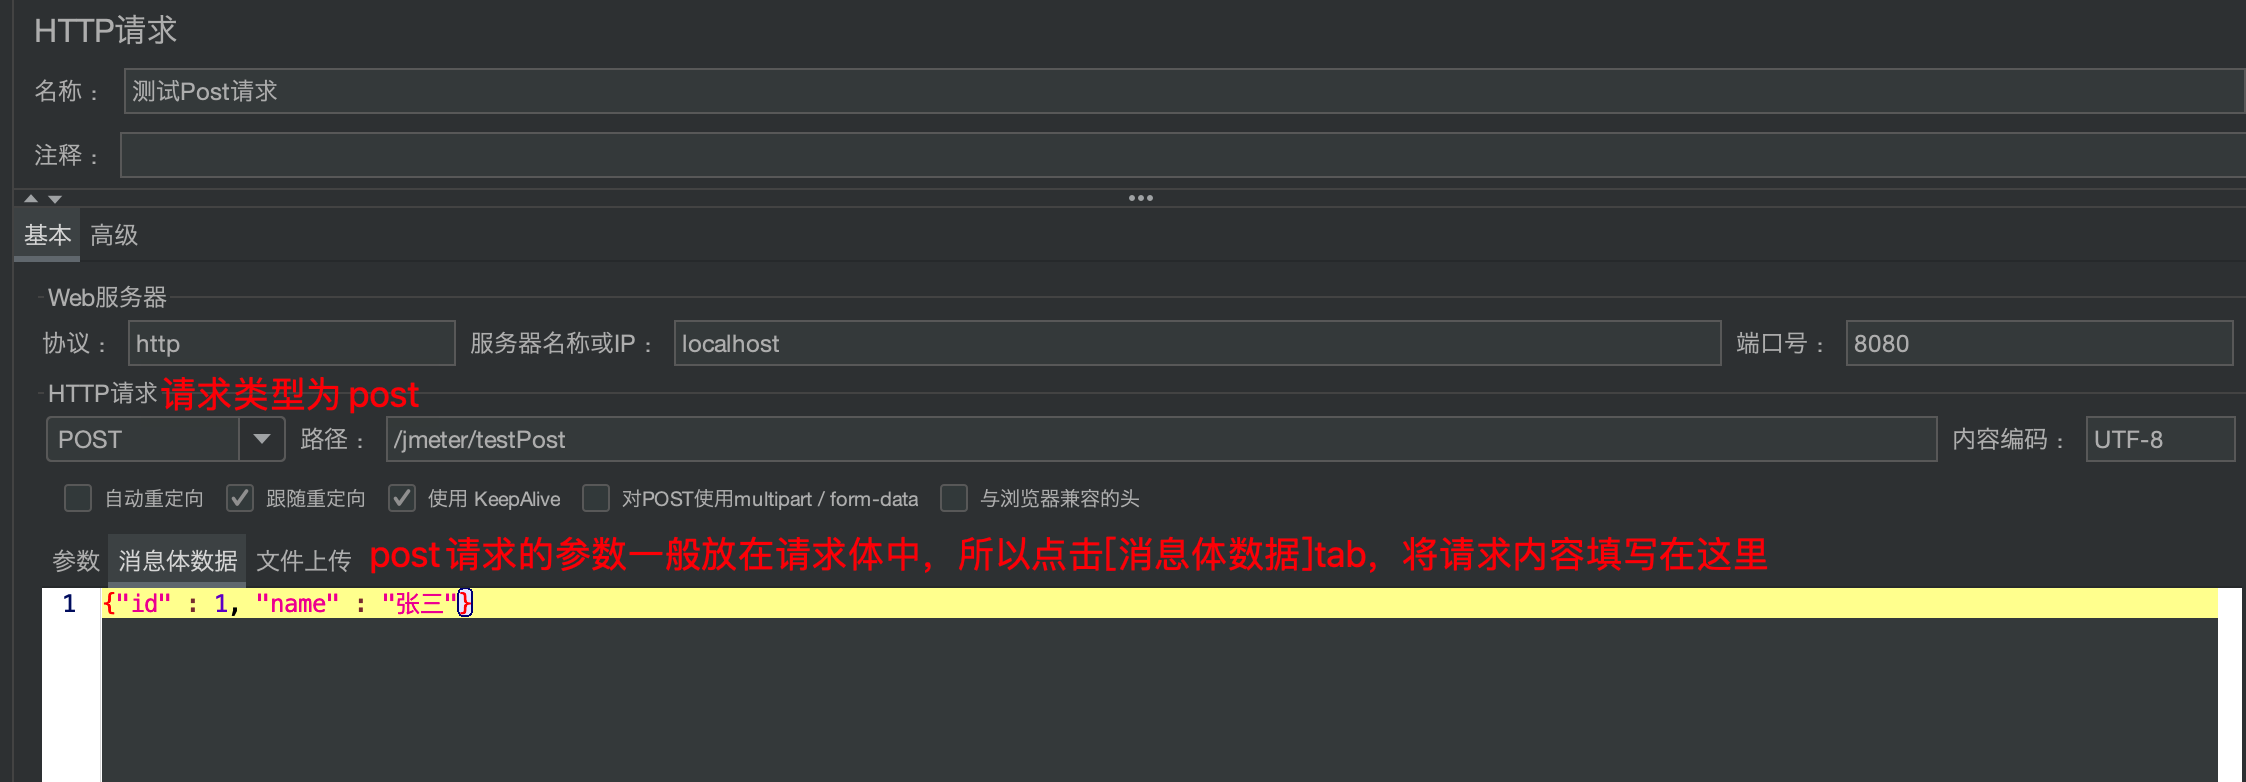 HTTP请求
名称： 测试Post请求
注释：
基本 高级
Web服务器
协议： http 服务器名称或IP： localhost 端口号： 8080
HTTP请求 请求类型为 post
POST 路径： /jmeter/testPost 内容编码： UTF-8
自动重定向 跟随重定向 使用 KeepAlive 对POST使用multipart / form-data 与浏览器兼容的头
参数 消息体数据 文件上传 post 请求的参数一般放在请求体中，所以点击[消息体数据]tab，将请求内容填写在这里
1 {"id" : 1, "name" : "张三"}